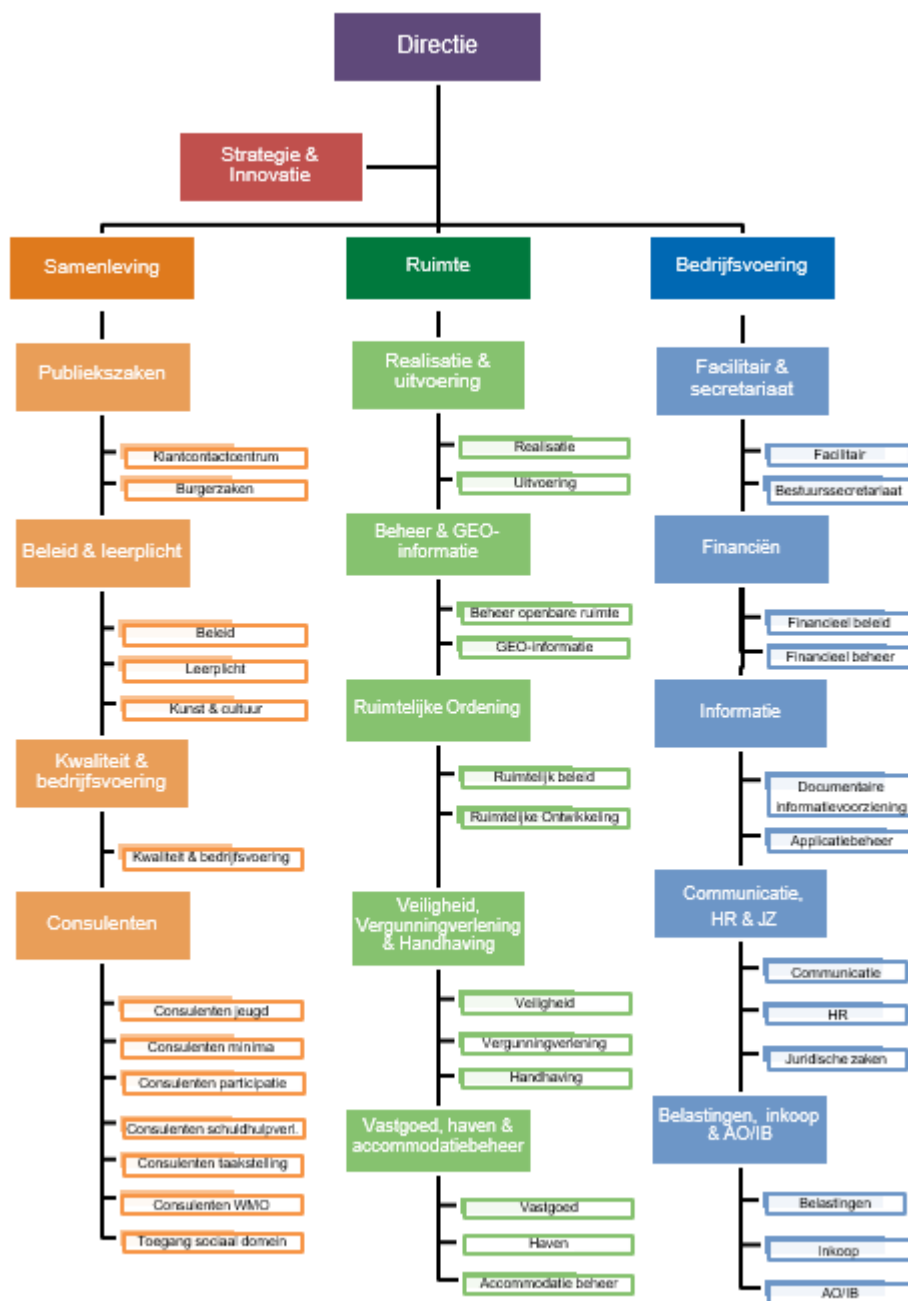 Directie
Strategie &
Innovatie
Samenleving
Publiekszaken
Klantcontactcentrum
Burgerzaken
Beleid & leerplicht
Beleid
Leerplicht
Kunst & cultuur
Kwaliteit &
bedrijfsvoering
Kwaliteit & bedrijfsvoering
Consulenten
Consulenten jeugd
Consulenten minima
Consulenten participatie
Consulenten schuldhulpverl.
Consulenten taakstelling
Consulenten WMO
Toegang sociaal domein
Ruimte
Realisatie &
uitvoering
Realisatie
Uitvoering
Beheer & GEO-
informatie
Beheer openbare ruimte
GEO-informatie
Ruimtelijke Ordening
Ruimtelijk beleid
Ruimtelijke Ontwikkeling
Veiligheid,
Vergunningverlening
& Handhaving
Veiligheid
Vergunningverlening
Handhaving
Vastgoed, haven &
accommodatiebeheer
Vastgoed
Haven
Accommodatie beheer
Bedrijfsvoering
Facilitair &
secretariaat
Facilitair
Bestuurssecretariaat
Financiën
Financieel beleid
Financieel beheer
Informatie
Documentaire
informatievoorziening
Applicatiebeheer
Communicatie,
HR & JZ
Communicatie
HR
Juridische zaken
Belastingen, inkoop
& AO/IB
Belastingen
Inkoop
AO/IB